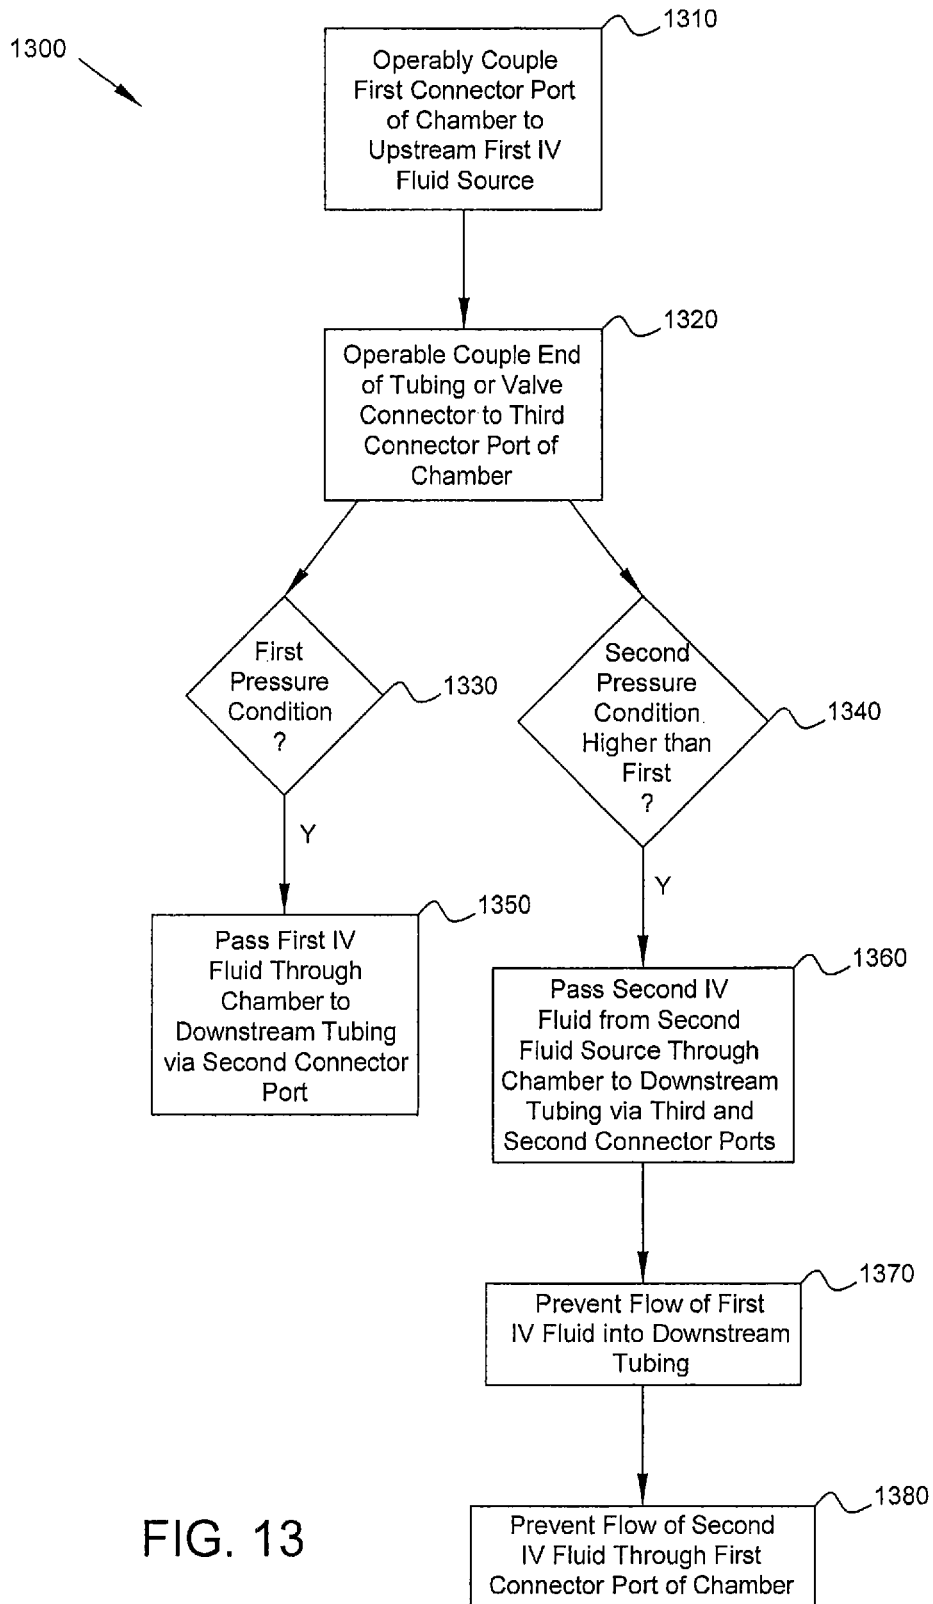 1300
1310
Operably Couple
First Connector Port
of Chamber to
Upstream First IV
Fluid Source
1320
Operable Couple End
of Tubing or Valve
Connector to Third
Connector Port of
Chamber
First
Pressure
Condition
?
1330
Second
Pressure
Condition
Higher than
First
?
1340
Y
Y
1350
Pass First IV
Fluid Through
Chamber to
Downstream Tubing
via Second Connector
Port
1360
Pass Second IV
Fluid from Second
Fluid Source Through
Chamber to Downstream
Tubing via Third and
Second Connector Ports
1370
Prevent Flow of First
IV Fluid into Downstream
Tubing
1380
Prevent Flow of Second
IV Fluid Through First
Connector Port of Chamber
FIG. 13